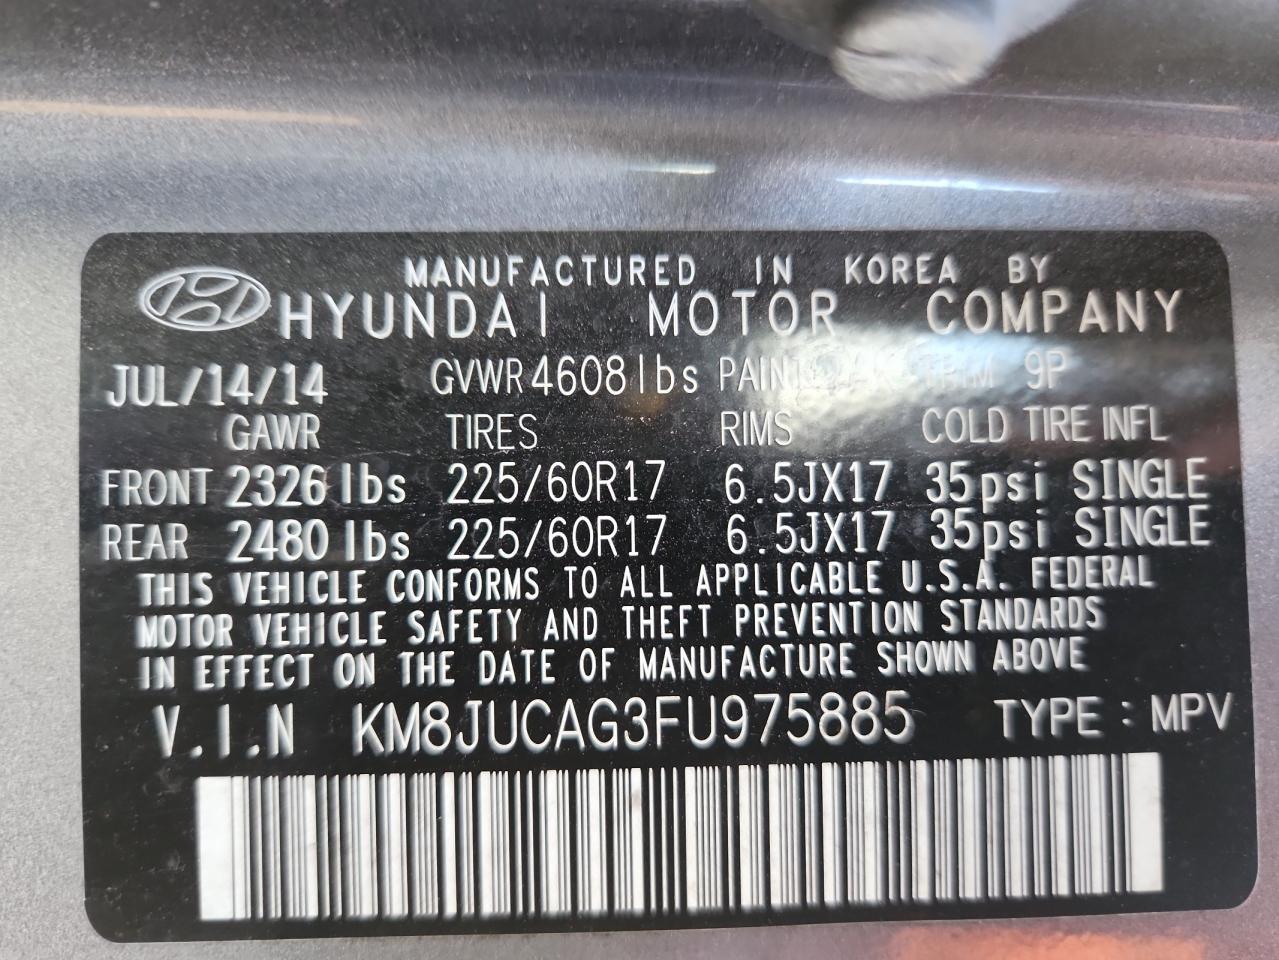 MANUFACTURED IN KOREA BY
HYUNDAI MOTOR COMPANY
JUL/14/14 GVWR 4608 lbs PAINT TRIM 9P
GAWR TIRES RIMS COLD TIRE INFL
FRONT 2326 lbs 225/60R17 6.5JX17 35psi SINGLE
REAR 2480 lbs 225/60R17 6.5JX17 35psi SINGLE
THIS VEHICLE CONFORMS TO ALL APPLICABLE U.S.A. FEDERAL
MOTOR VEHICLE SAFETY AND THEFT PREVENTION STANDARDS
IN EFFECT ON THE DATE OF MANUFACTURE SHOWN ABOVE
V.I.N KM8JUCAG3FU975885 TYPE : MPV